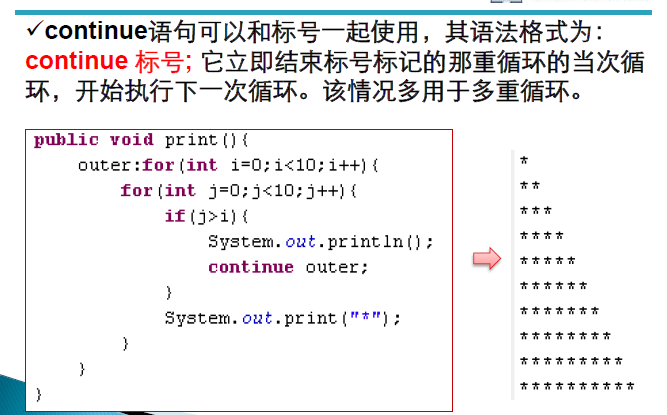 ✓continue语句可以和标号一起使用，其语法格式为：
continue 标号; 它立即结束标号标记的那重循环的当次循
环，开始执行下一次循环。该情况多用于多重循环。
public void print(){
outer:for(int i=0;i<10;i++){
for(int j=0;j<10;j++){
if(j>i){
System.out.println();
continue outer;
}
System.out.print("*");
}
}
}
*
**
***
****
*****
******
*******
********
*********
**********